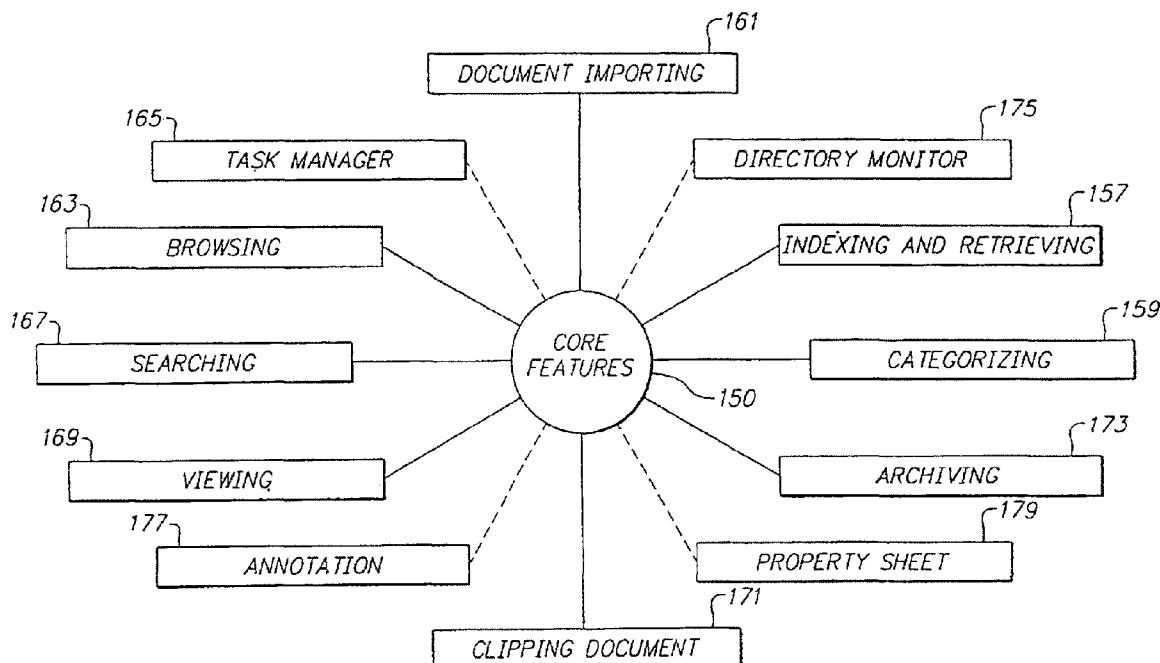 161
DOCUMENT IMPORTING
165
TASK MANAGER
175
DIRECTORY MONITOR
163
BROWSING
157
INDEXING AND RETRIEVING
167
SEARCHING
CORE
FEATURES
150
159
CATEGORIZING
169
VIEWING
173
ARCHIVING
177
ANNOTATION
179
PROPERTY SHEET
171
CLIPPING DOCUMENT